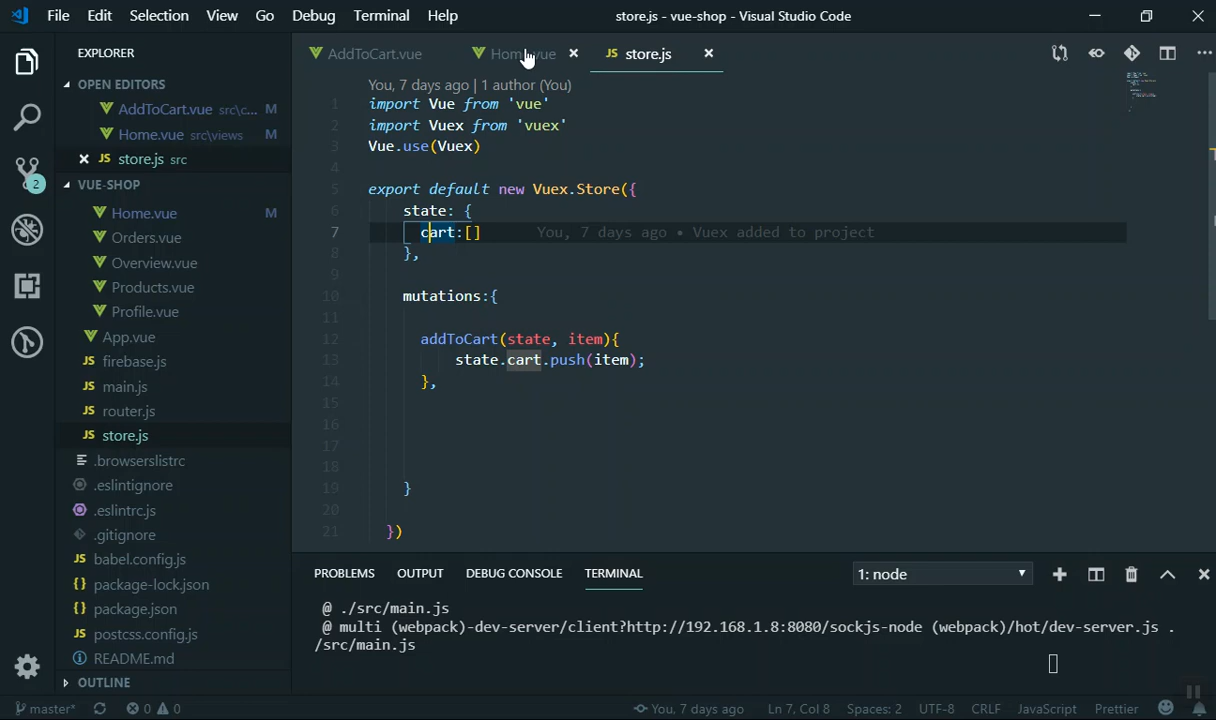 File Edit Selection View Go Debug Terminal Help store.js - vue-shop - Visual Studio Code
EXPLORER
OPEN EDITORS
AddToCart.vue src\c... M
Home.vue src\views M
JS store.js src
VUE-SHOP
Home.vue M
Orders.vue
Overview.vue
Products.vue
Profile.vue
App.vue
JS firebase.js
JS main.js
JS router.js
JS store.js
.browserslistrc
.eslintignore
.eslintrc.js
.gitignore
JS babel.config.js
{} package-lock.json
{} package.json
JS postcss.config.js
README.md
OUTLINE
2
AddToCart.vue Home.vue JS store.js
You, 7 days ago | 1 author (You)
1 import Vue from 'vue'
2 import Vuex from 'vuex'
3 Vue.use(Vuex)
4
5 export default new Vuex.Store({
6 state: {
7 cart:[] You, 7 days ago • Vuex added to project
8 },
9
10 mutations:{
11
12 addToCart(state, item){
13 state.cart.push(item);
14 },
15
16
17
18
19 }
20
21 })
PROBLEMS OUTPUT DEBUG CONSOLE TERMINAL 1: node
@ ./src/main.js
@ multi (webpack)-dev-server/client?http://192.168.1.8:8080/sockjs-node (webpack)/hot/dev-server.js .
/src/main.js
master* 0 0 You, 7 days ago Ln 7, Col 8 Spaces: 2 UTF-8 CRLF JavaScript Prettier